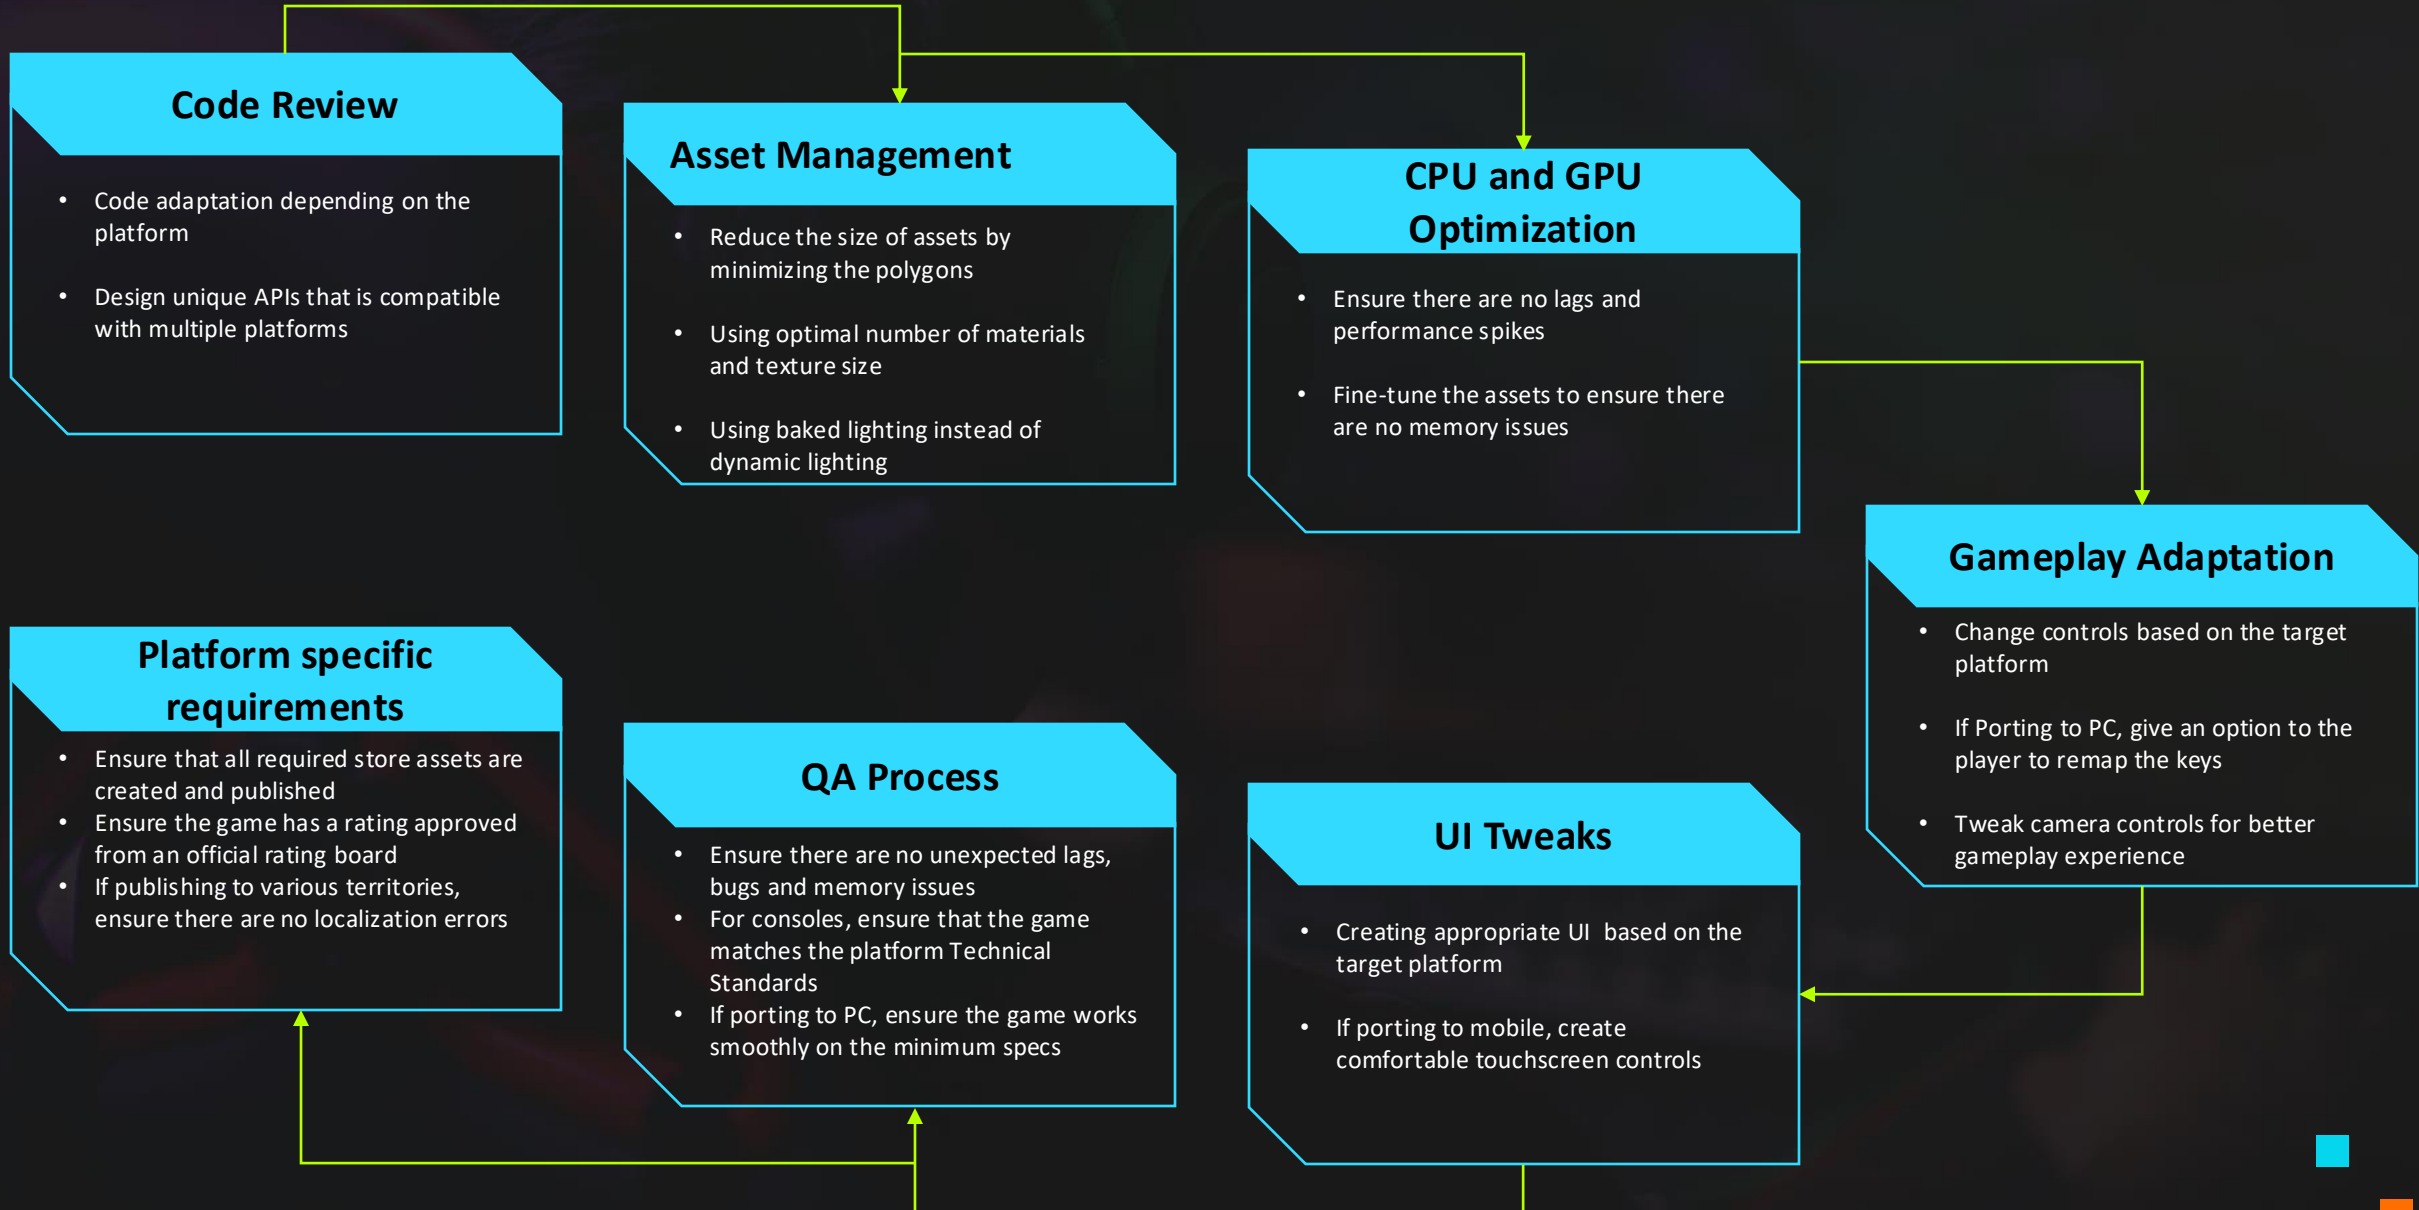 Code Review
• Code adaptation depending on the
platform
• Design unique APIs that is compatible
with multiple platforms
Asset Management
• Reduce the size of assets by
minimizing the polygons
• Using optimal number of materials
and texture size
• Using baked lighting instead of
dynamic lighting
CPU and GPU
Optimization
• Ensure there are no lags and
performance spikes
• Fine-tune the assets to ensure there
are no memory issues
Gameplay Adaptation
• Change controls based on the target
platform
• If Porting to PC, give an option to the
player to remap the keys
• Tweak camera controls for better
gameplay experience
UI Tweaks
• Creating appropriate UI based on the
target platform
• If porting to mobile, create
comfortable touchscreen controls
QA Process
• Ensure there are no unexpected lags,
bugs and memory issues
• For consoles, ensure that the game
matches the platform Technical
Standards
• If porting to PC, ensure the game works
smoothly on the minimum specs
Platform specific
requirements
• Ensure that all required store assets are
created and published
• Ensure the game has a rating approved
from an official rating board
• If publishing to various territories,
ensure there are no localization errors